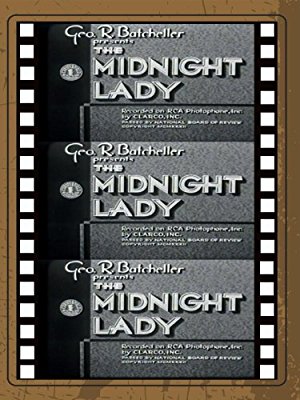 Geo. R. Batcheller
presents
THE
MIDNIGHT
LADY
Recorded on RCA Photophone, Inc.
by CLARCO, INC.
PASSED BY NATIONAL BOARD OF REVIEW
COPYRIGHT MCMXXXII
Geo. R. Batcheller
presents
THE
MIDNIGHT
LADY
Recorded on RCA Photophone, Inc.
by CLARCO, INC.
PASSED BY NATIONAL BOARD OF REVIEW
COPYRIGHT MCMXXXII
Geo. R. Batcheller
presents
THE
MIDNIGHT
LADY
Recorded on RCA Photophone, Inc.
by CLARCO, INC.
PASSED BY NATIONAL BOARD OF REVIEW
COPYRIGHT MCMXXXII